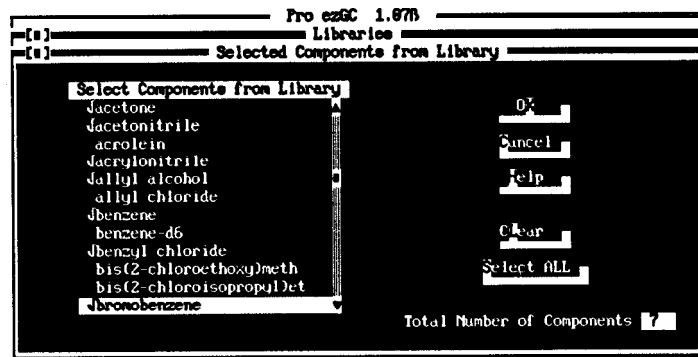 Pro ezGC 1.07B
Libraries
Selected Components from Library
Select Components from Library
√acetone
√acetonitrile
acrolein
√acrylonitrile
√allyl alcohol
allyl chloride
√benzene
benzene-d6
√benzyl chloride
bis(2-chloroethoxy)meth
bis(2-chloroisopropyl)et
√bromobenzene
OK
Cancel
Help
Clear
Select ALL
Total Number of Components 7